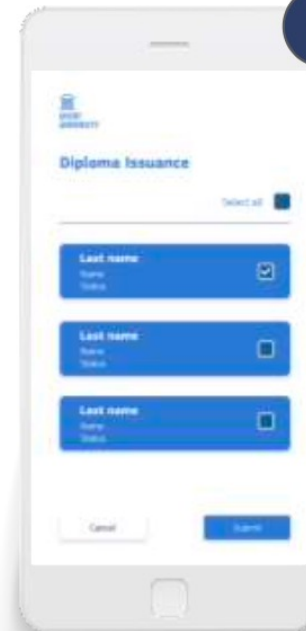 Diploma Issuance
Select all
Last name
Name
Status
Last name
Name
Status
Last name
Name
Status
Cancel
Submit